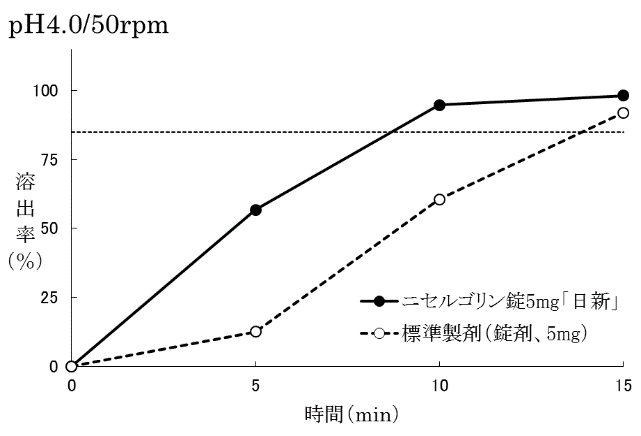 pH4.0/50rpm
100
75
50
25
0
溶出率(%)
0 5 10 15
時間(min)
ニセルゴリン錠5mg「日新」
標準製剤(錠剤、5mg)